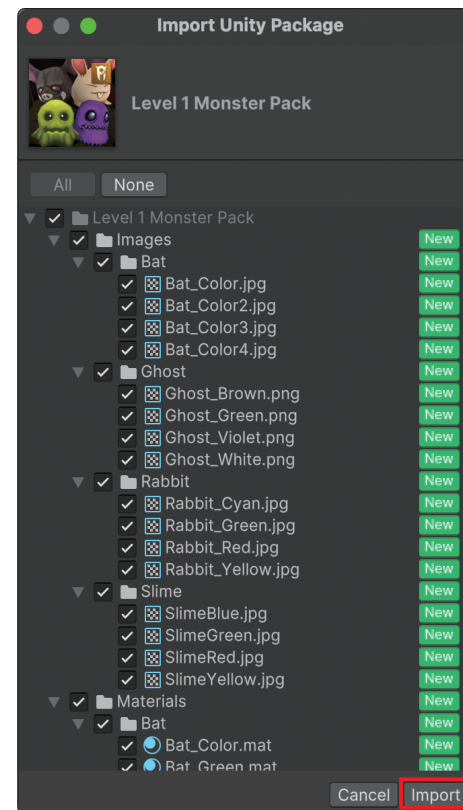 Import Unity Package
Level 1 Monster Pack
All None
Level 1 Monster Pack
Images New
Bat New
Bat_Color.jpg New
Bat_Color2.jpg New
Bat_Color3.jpg New
Bat_Color4.jpg New
Ghost New
Ghost_Brown.png New
Ghost_Green.png New
Ghost_Violet.png New
Ghost_White.png New
Rabbit New
Rabbit_Cyan.jpg New
Rabbit_Green.jpg New
Rabbit_Red.jpg New
Rabbit_Yellow.jpg New
Slime New
SlimeBlue.jpg New
SlimeGreen.jpg New
SlimeRed.jpg New
SlimeYellow.jpg New
Materials New
Bat New
Bat_Color.mat New
Bat_Green.mat New
Cancel Import